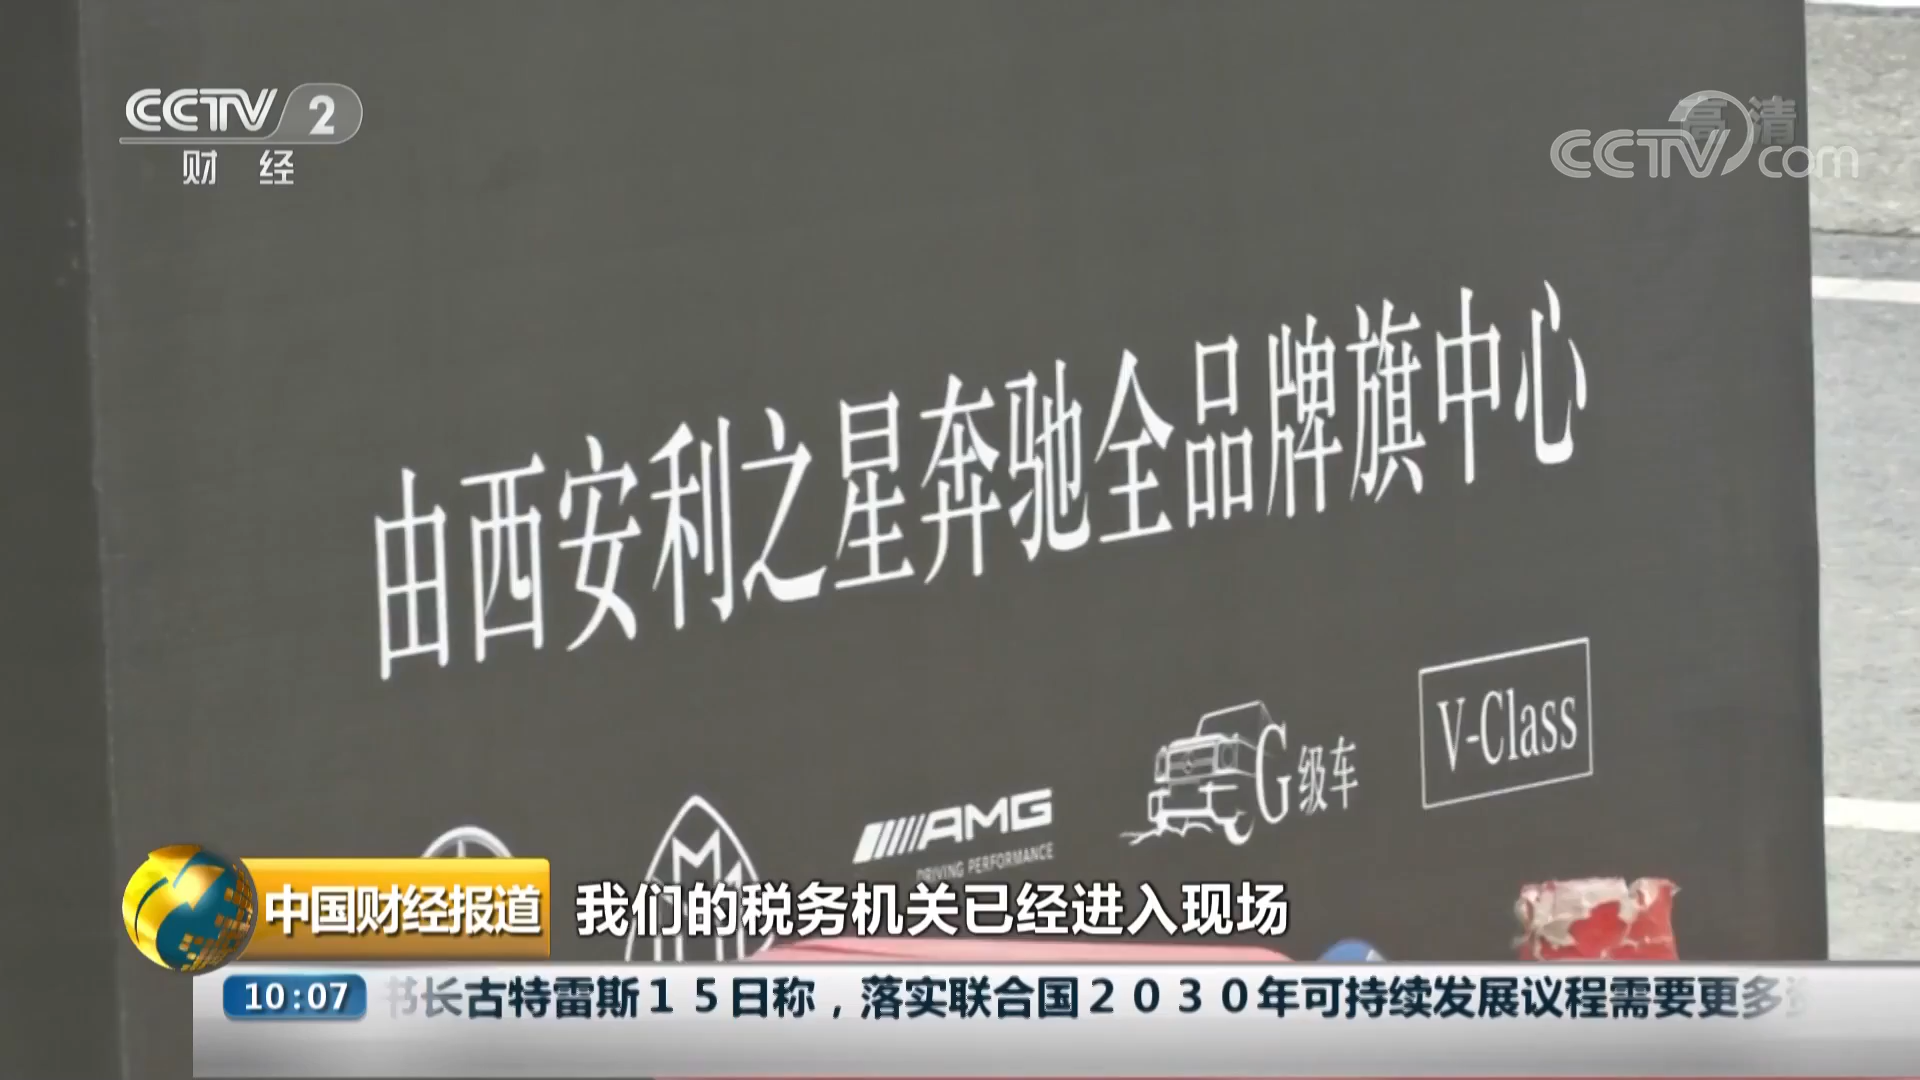 CCTV 2
财 经
高清
CCTV com
由西安利之星奔驰全品牌旗中心
V-Class
G级车
AMG
DRIVING PERFORMANCE
中国财经报道
我们的税务机关已经进入现场
10:07
书长古特雷斯15日称，落实联合国2030年可持续发展议程需要更多